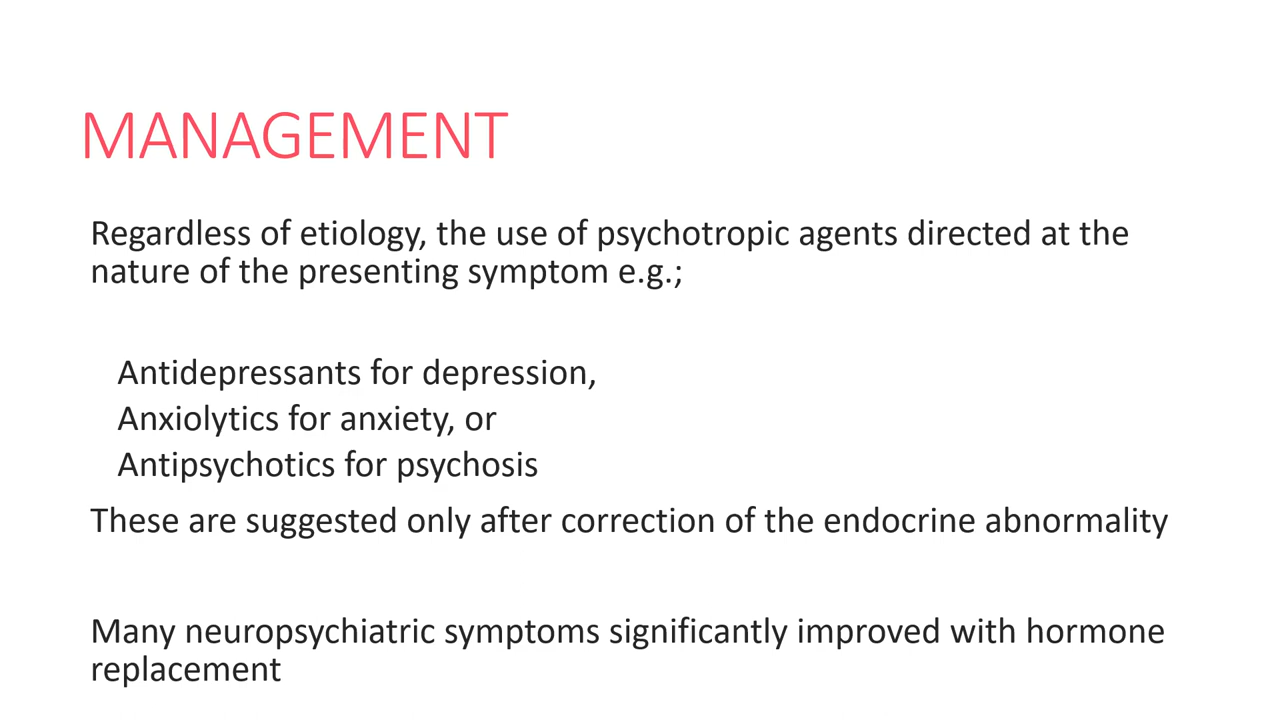 MANAGEMENT
Regardless of etiology, the use of psychotropic agents directed at the
nature of the presenting symptom e.g.;
Antidepressants for depression,
Anxiolytics for anxiety, or
Antipsychotics for psychosis
These are suggested only after correction of the endocrine abnormality
Many neuropsychiatric symptoms significantly improved with hormone
replacement